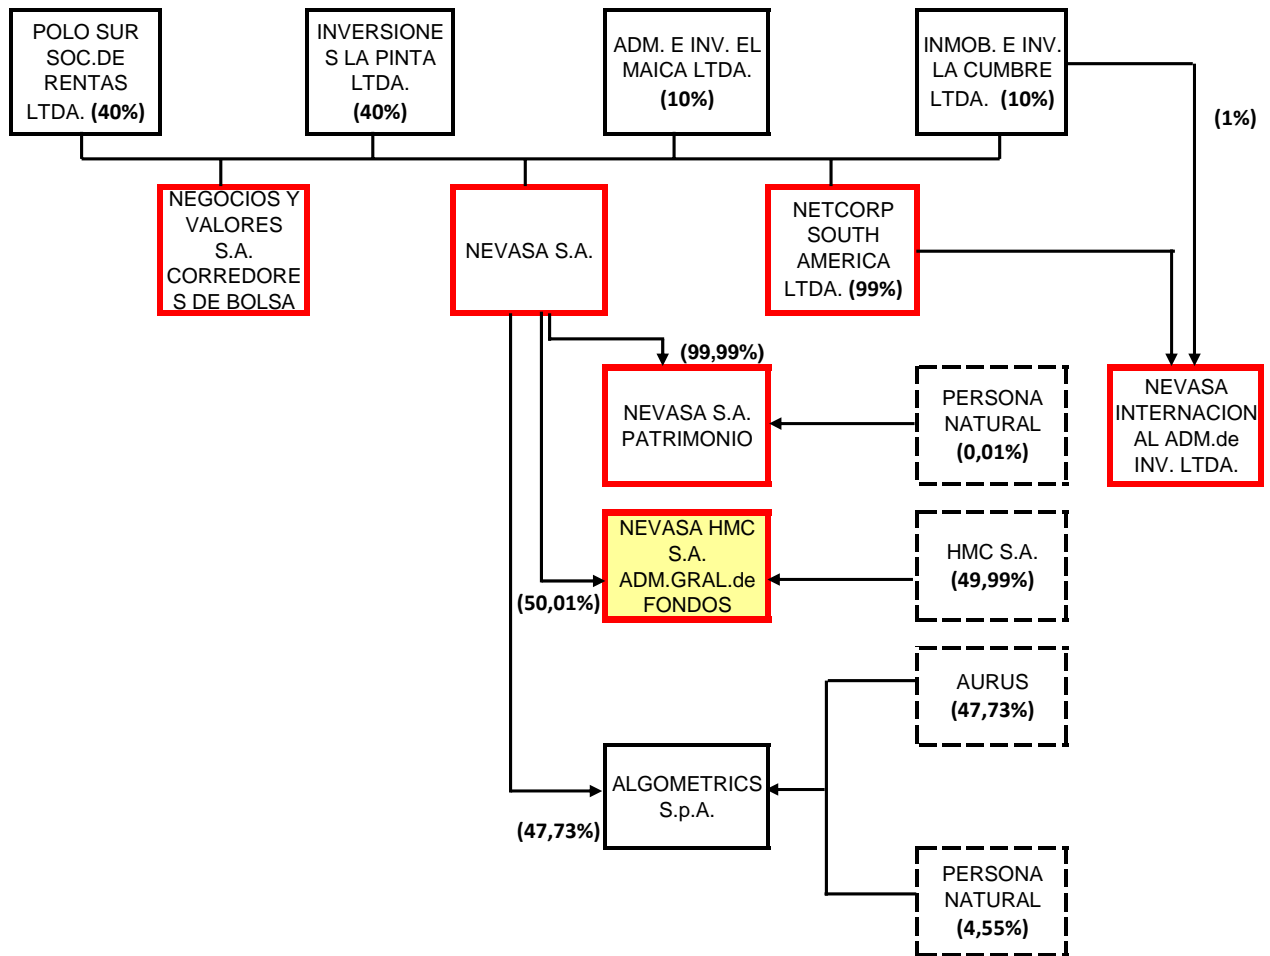 POLO SUR
SOC.DE
RENTAS
LTDA. (40%)
INVERSIONE
S LA PINTA
LTDA.
(40%)
ADM. E INV. EL
MAICA LTDA.
(10%)
INMOB. E INV.
LA CUMBRE
LTDA. (10%)
(1%)
NEGOCIOS Y
VALORES
S.A.
CORREDORE
S DE BOLSA
NEVASA S.A.
NETCORP
SOUTH
AMERICA
LTDA. (99%)
(99,99%)
NEVASA S.A.
PATRIMONIO
PERSONA
NATURAL
(0,01%)
NEVASA
INTERNACION
AL ADM.de
INV. LTDA.
(50,01%)
NEVASA HMC
S.A.
ADM.GRAL.de
FONDOS
HMC S.A.
(49,99%)
AURUS
(47,73%)
(47,73%)
ALGOMETRICS
S.p.A.
PERSONA
NATURAL
(4,55%)